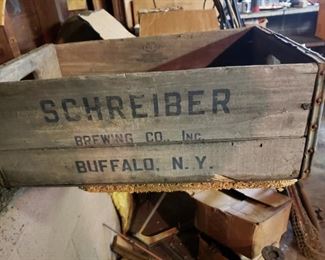 SCHREIBER
BREWING CO., INC.
BUFFALO, N.Y.